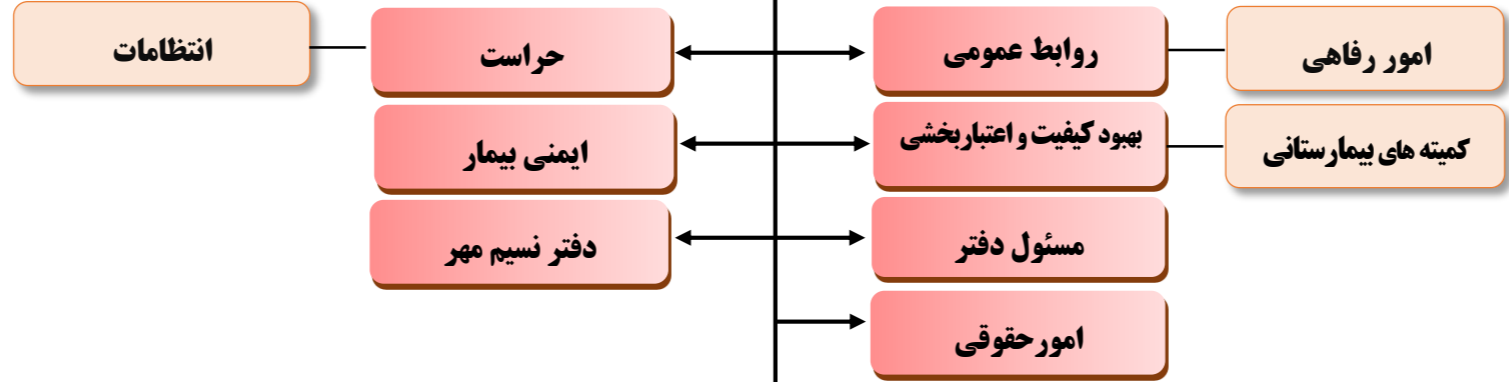 امور رفاهی
روابط عمومی
حراست
انتظامات
کمیته های بیمارستانی
بهبود کیفیت و اعتباربخشی
ایمنی بیمار
مسئول دفتر
دفتر نسیم مهر
امورحقوقی